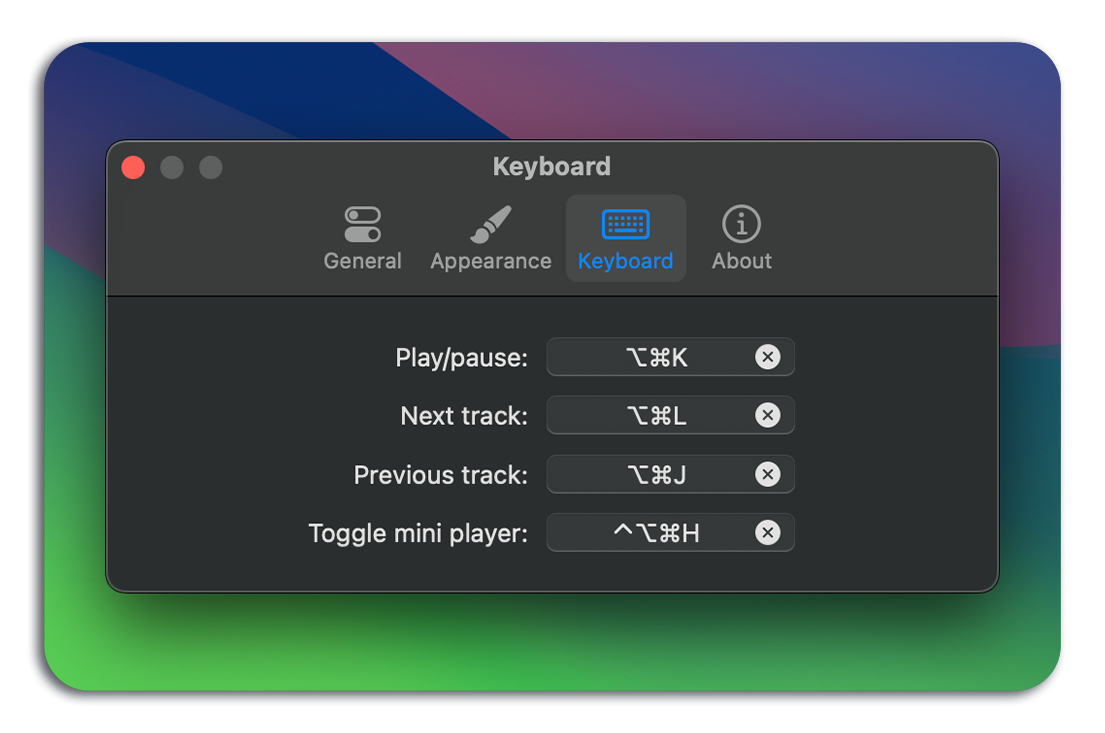 Keyboard
General Appearance Keyboard About
Play/pause: ⌥⌘K
Next track: ⌥⌘L
Previous track: ⌥⌘J
Toggle mini player: ^⌥⌘H